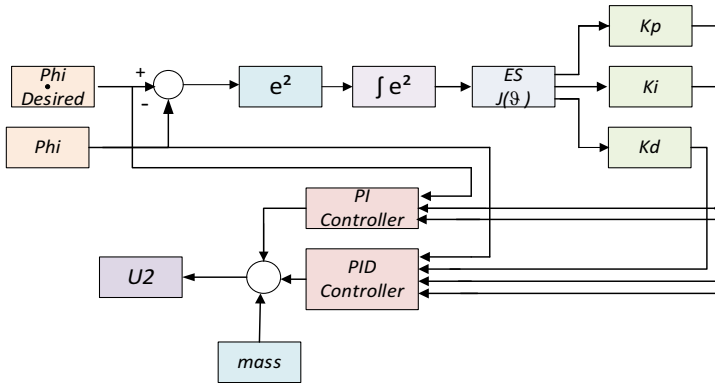 Phi
Desired
+
-
e²
∫ e²
ES
J(ϑ )
Kp
Ki
Kd
Phi
PI
Controller
PID
Controller
U2
mass